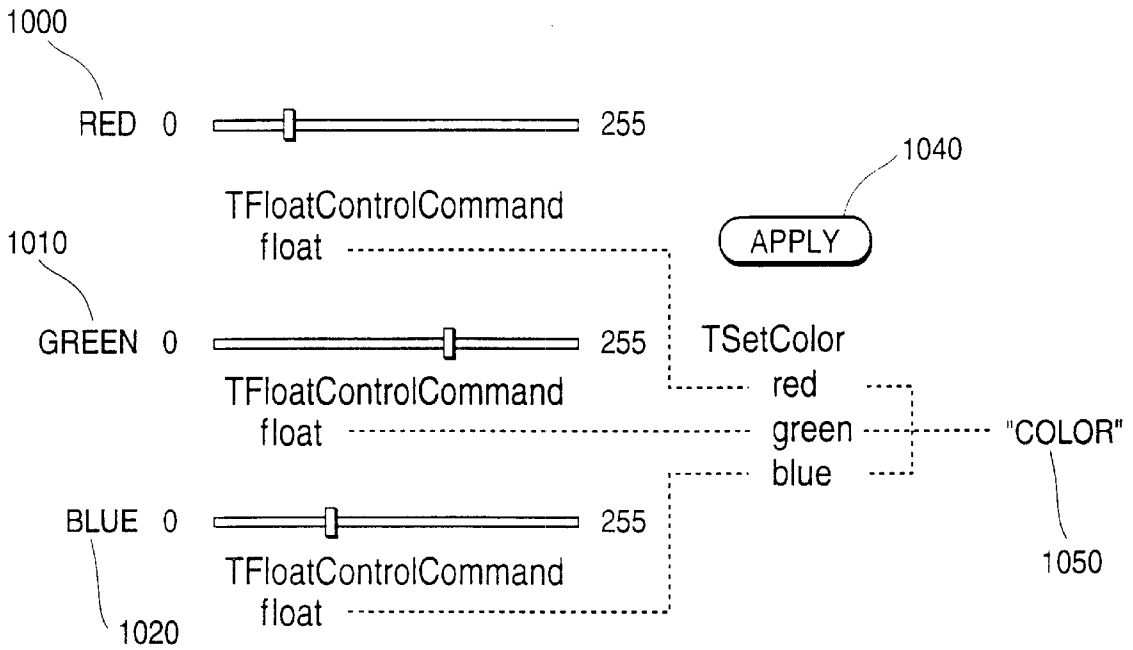 1000
RED 0 255
1040
TFloatControlCommand
float
APPLY
1010
GREEN 0 255
TSetColor
TFloatControlCommand
red
float
green
"COLOR"
blue
BLUE 0 255
1050
TFloatControlCommand
float
1020